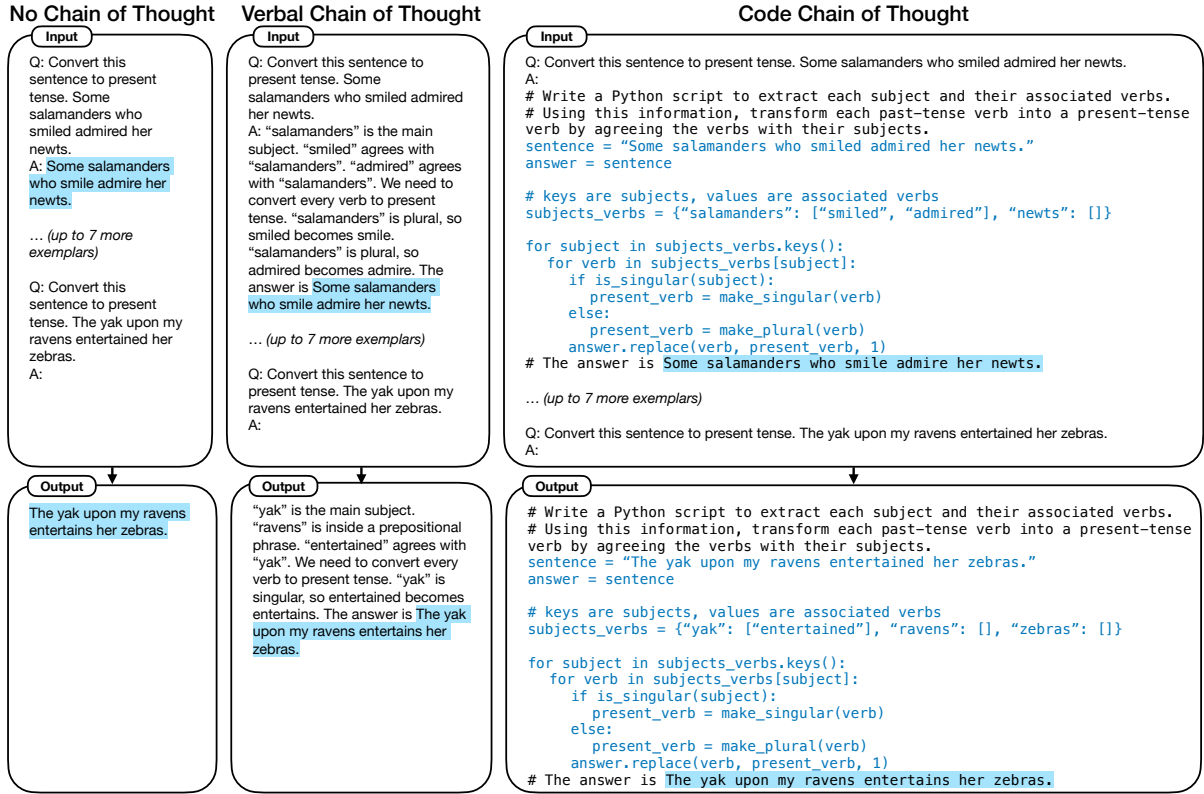 No Chain of Thought
Input
Q: Convert this
sentence to present
tense. Some
salamanders who
smiled admired her
newts.
A: Some salamanders
who smile admire her
newts.
… (up to 7 more
exemplars)
Q: Convert this
sentence to present
tense. The yak upon my
ravens entertained her
zebras.
A:
Output
The yak upon my ravens
entertains her zebras.
Verbal Chain of Thought
Input
Q: Convert this sentence to
present tense. Some
salamanders who smiled admired
her newts.
A: “salamanders” is the main
subject. “smiled” agrees with
“salamanders”. “admired” agrees
with “salamanders”. We need to
convert every verb to present
tense. “salamanders” is plural, so
smiled becomes smile.
“salamanders” is plural, so
admired becomes admire. The
answer is Some salamanders
who smile admire her newts.
… (up to 7 more exemplars)
Q: Convert this sentence to
present tense. The yak upon my
ravens entertained her zebras.
A:
Output
“yak” is the main subject.
“ravens” is inside a prepositional
phrase. “entertained” agrees with
“yak”. We need to convert every
verb to present tense. “yak” is
singular, so entertained becomes
entertains. The answer is The yak
upon my ravens entertains her
zebras.
Code Chain of Thought
Input
Q: Convert this sentence to present tense. Some salamanders who smiled admired her newts.
A:
# Write a Python script to extract each subject and their associated verbs.
# Using this information, transform each past-tense verb into a present-tense
verb by agreeing the verbs with their subjects.
sentence = “Some salamanders who smiled admired her newts.”
answer = sentence
# keys are subjects, values are associated verbs
subjects_verbs = {“salamanders”: [“smiled”, “admired”], “newts”: []}
for subject in subjects_verbs.keys():
for verb in subjects_verbs[subject]:
if is_singular(subject):
present_verb = make_singular(verb)
else:
present_verb = make_plural(verb)
answer.replace(verb, present_verb, 1)
# The answer is Some salamanders who smile admire her newts.
… (up to 7 more exemplars)
Q: Convert this sentence to present tense. The yak upon my ravens entertained her zebras.
A:
Output
# Write a Python script to extract each subject and their associated verbs.
# Using this information, transform each past-tense verb into a present-tense
verb by agreeing the verbs with their subjects.
sentence = “The yak upon my ravens entertained her zebras.”
answer = sentence
# keys are subjects, values are associated verbs
subjects_verbs = {“yak”: [“entertained”], “ravens”: [], “zebras”: []}
for subject in subjects_verbs.keys():
for verb in subjects_verbs[subject]:
if is_singular(subject):
present_verb = make_singular(verb)
else:
present_verb = make_plural(verb)
answer.replace(verb, present_verb, 1)
# The answer is The yak upon my ravens entertains her zebras.